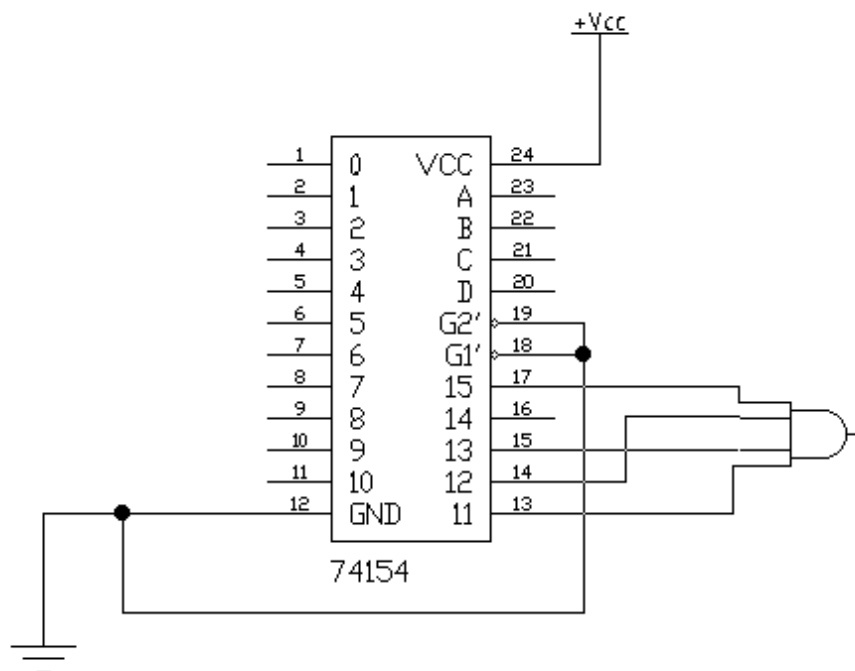 +Vcc
1 0 VCC 24
2 1 A 23
3 2 B 22
4 3 C 21
5 4 D 20
6 5 G2' 19
7 6 G1' 18
8 7 15 17
9 8 14 16
10 9 13 15
11 10 12 14
12 GND 11 13
74154